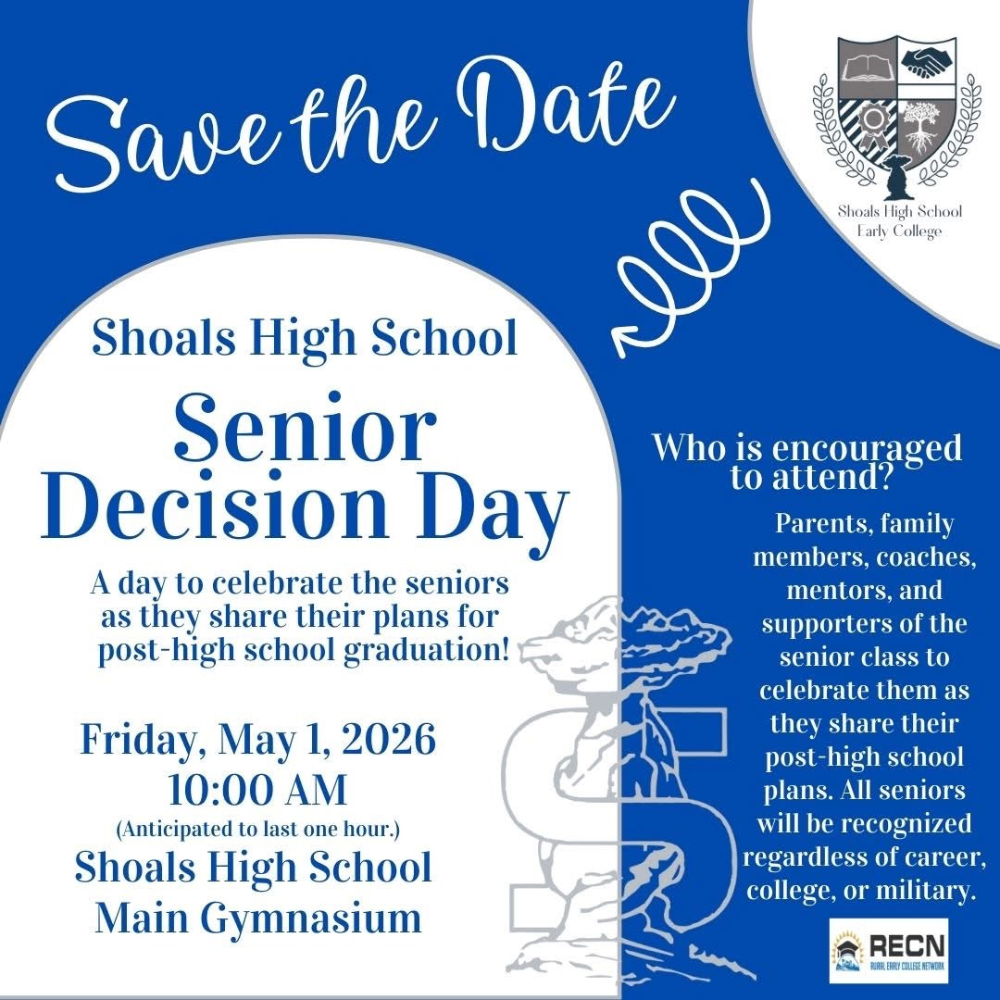 Save the Date
Shoals High School
Early College
Shoals High School
Senior
Decision Day
A day to celebrate the seniors
as they share their plans for
post-high school graduation!
Friday, May 1, 2026
10:00 AM
(Anticipated to last one hour.)
Shoals High School
Main Gymnasium
Who is encouraged
to attend?
Parents, family
members, coaches,
mentors, and
supporters of the
senior class to
celebrate them as
they share their
post-high school
plans. All seniors
will be recognized
regardless of career,
college, or military.
RECN
RURAL EARLY COLLEGE NETWORK